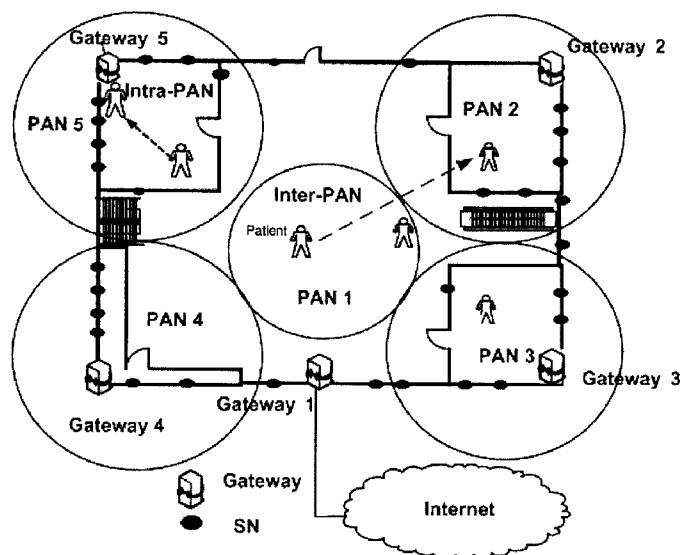 Gateway 5
Gateway 2
Intra-PAN
PAN 5
PAN 2
Inter-PAN
Patient
PAN 1
PAN 4
PAN 3
Gateway 1
Gateway 3
Gateway 4
Gateway
SN
Internet